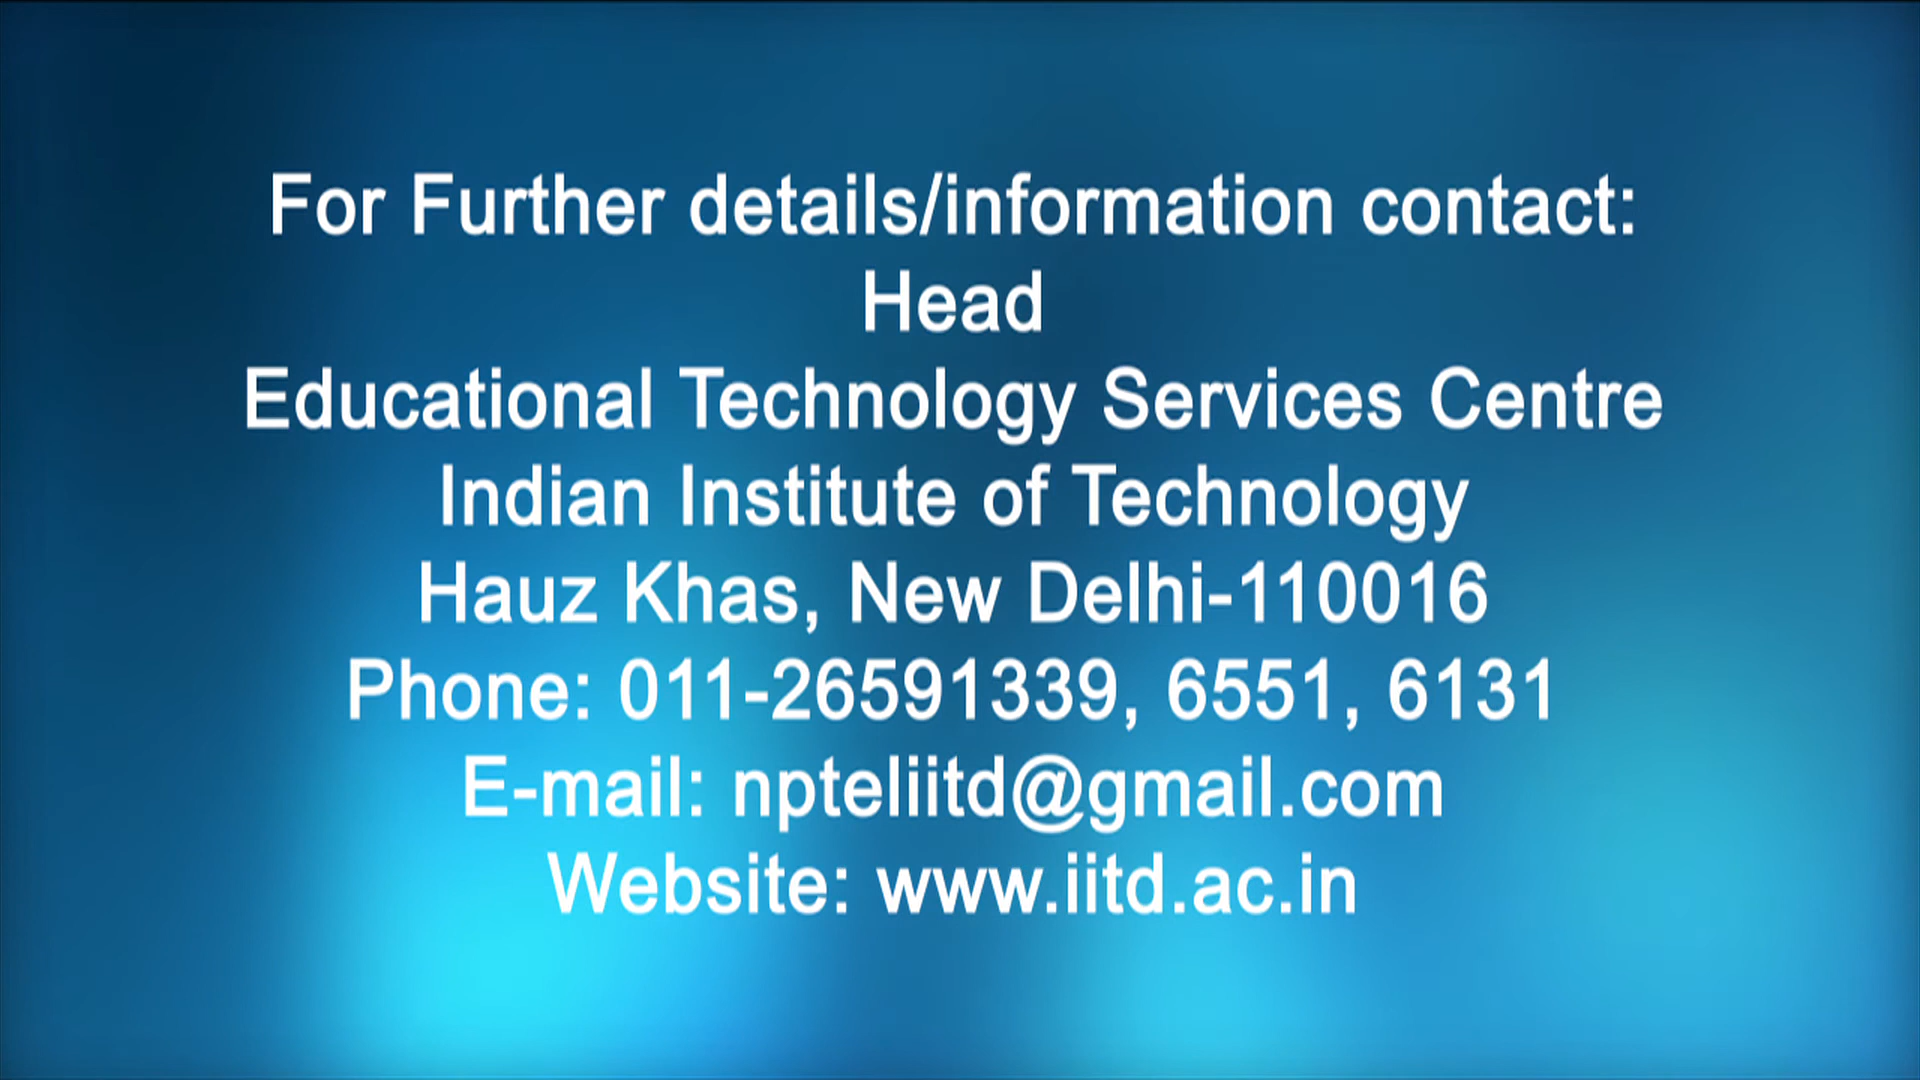 For Further details/information contact:
Head
Educational Technology Services Centre
Indian Institute of Technology
Hauz Khas, New Delhi-110016
Phone: 011-26591339, 6551, 6131
E-mail: npteliitd@gmail.com
Website: www.iitd.ac.in